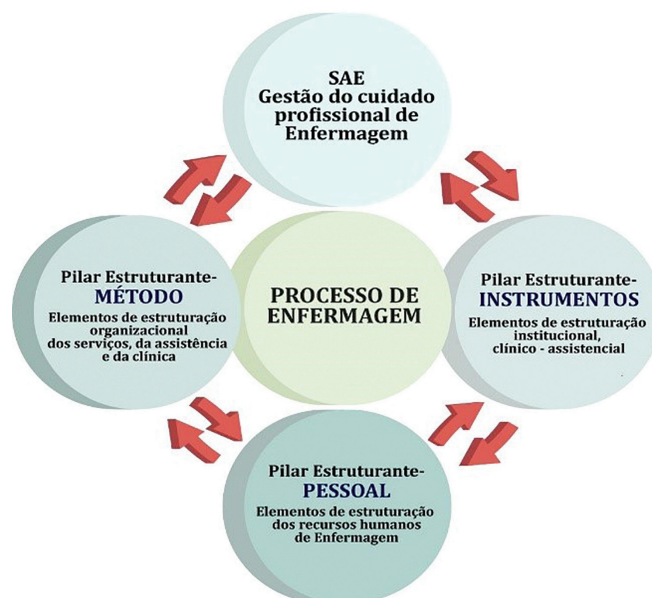 SAE
Gestão do cuidado
profissional de
Enfermagem
Pilar Estruturante-
MÉTODO
Elementos de estruturação
organizacional
dos serviços, da assistência
e da clínica
PROCESSO DE
ENFERMAGEM
Pilar Estruturante-
INSTRUMENTOS
Elementos de estruturação
institucional,
clínico - assistencial
Pilar Estruturante-
PESSOAL
Elementos de estruturação
dos recursos humanos
de Enfermagem